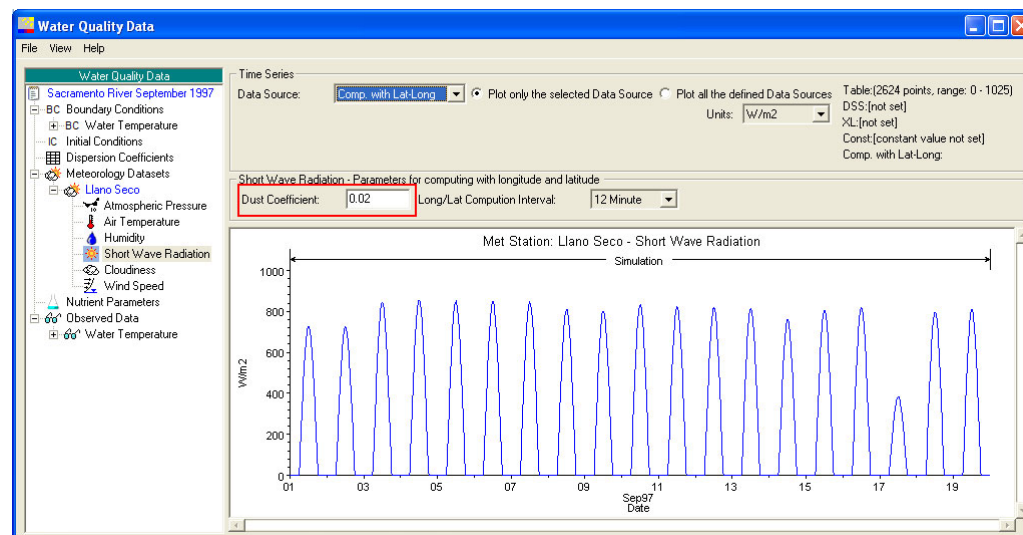 Water Quality Data
File View Help
Water Quality Data
Sacramento River September 1997
BC Boundary Conditions
BC Water Temperature
IC Initial Conditions
Dispersion Coefficients
Meteorology Datasets
Llano Seco
Atmospheric Pressure
Air Temperature
Humidity
Short Wave Radiation
Cloudiness
Wind Speed
Nutrient Parameters
Observed Data
Water Temperature
Time Series
Data Source: Comp. with Lat-Long Plot only the selected Data Source Plot all the defined Data Sources
Units: W/m2
Table:(2624 points, range: 0 - 1025)
DSS:[not set]
XL:[not set]
Const:[constant value not set]
Comp. with Lat-Long:
Short Wave Radiation - Parameters for computing with longitude and latitude
Dust Coefficient: 0.02 Long/Lat Compution Interval: 12 Minute
Met Station: Llano Seco - Short Wave Radiation
Simulation
1000
800
600
400
200
0
W/m2
01 03 05 07 09 11 13 15 17 19
Sep97
Date